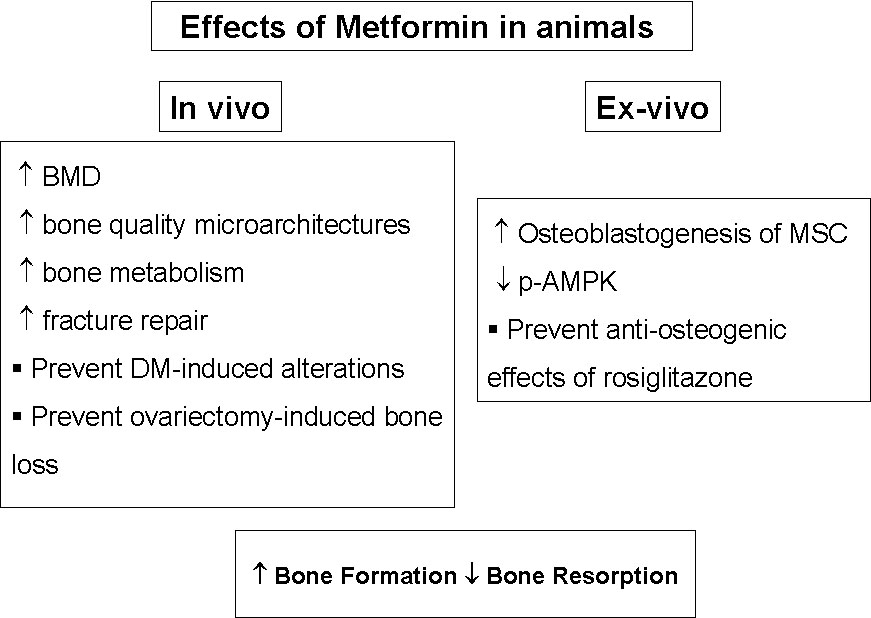 Effects of Metformin in animals
In vivo
↑ BMD
↑ bone quality microarchitectures
↑ bone metabolism
↑ fracture repair
▪ Prevent DM-induced alterations
▪ Prevent ovariectomy-induced bone
loss
Ex-vivo
↑ Osteoblastogenesis of MSC
↓ p-AMPK
▪ Prevent anti-osteogenic
effects of rosiglitazone
↑ Bone Formation ↓ Bone Resorption